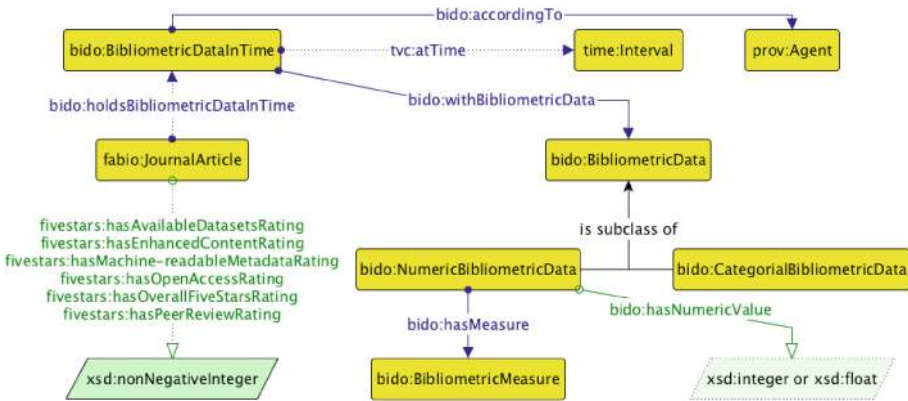 bido:accordingTo
bido:BibliometricDataInTime
tvc:atTime
time:Interval
prov:Agent
bido:holdsBibliometricDataInTime
bido:withBibliometricData
fabio:JournalArticle
bido:BibliometricData
fivestars:hasAvailableDatasetsRating
fivestars:hasEnhancedContentRating
fivestars:hasMachine-readableMetadataRating
fivestars:hasOpenAccessRating
fivestars:hasOverallFiveStarsRating
fivestars:hasPeerReviewRating
is subclass of
bido:NumericBibliometricData
bido:CategorialBibliometricData
bido:hasMeasure
bido:hasNumericValue
xsd:nonNegativeInteger
bido:BibliometricMeasure
xsd:integer or xsd:float